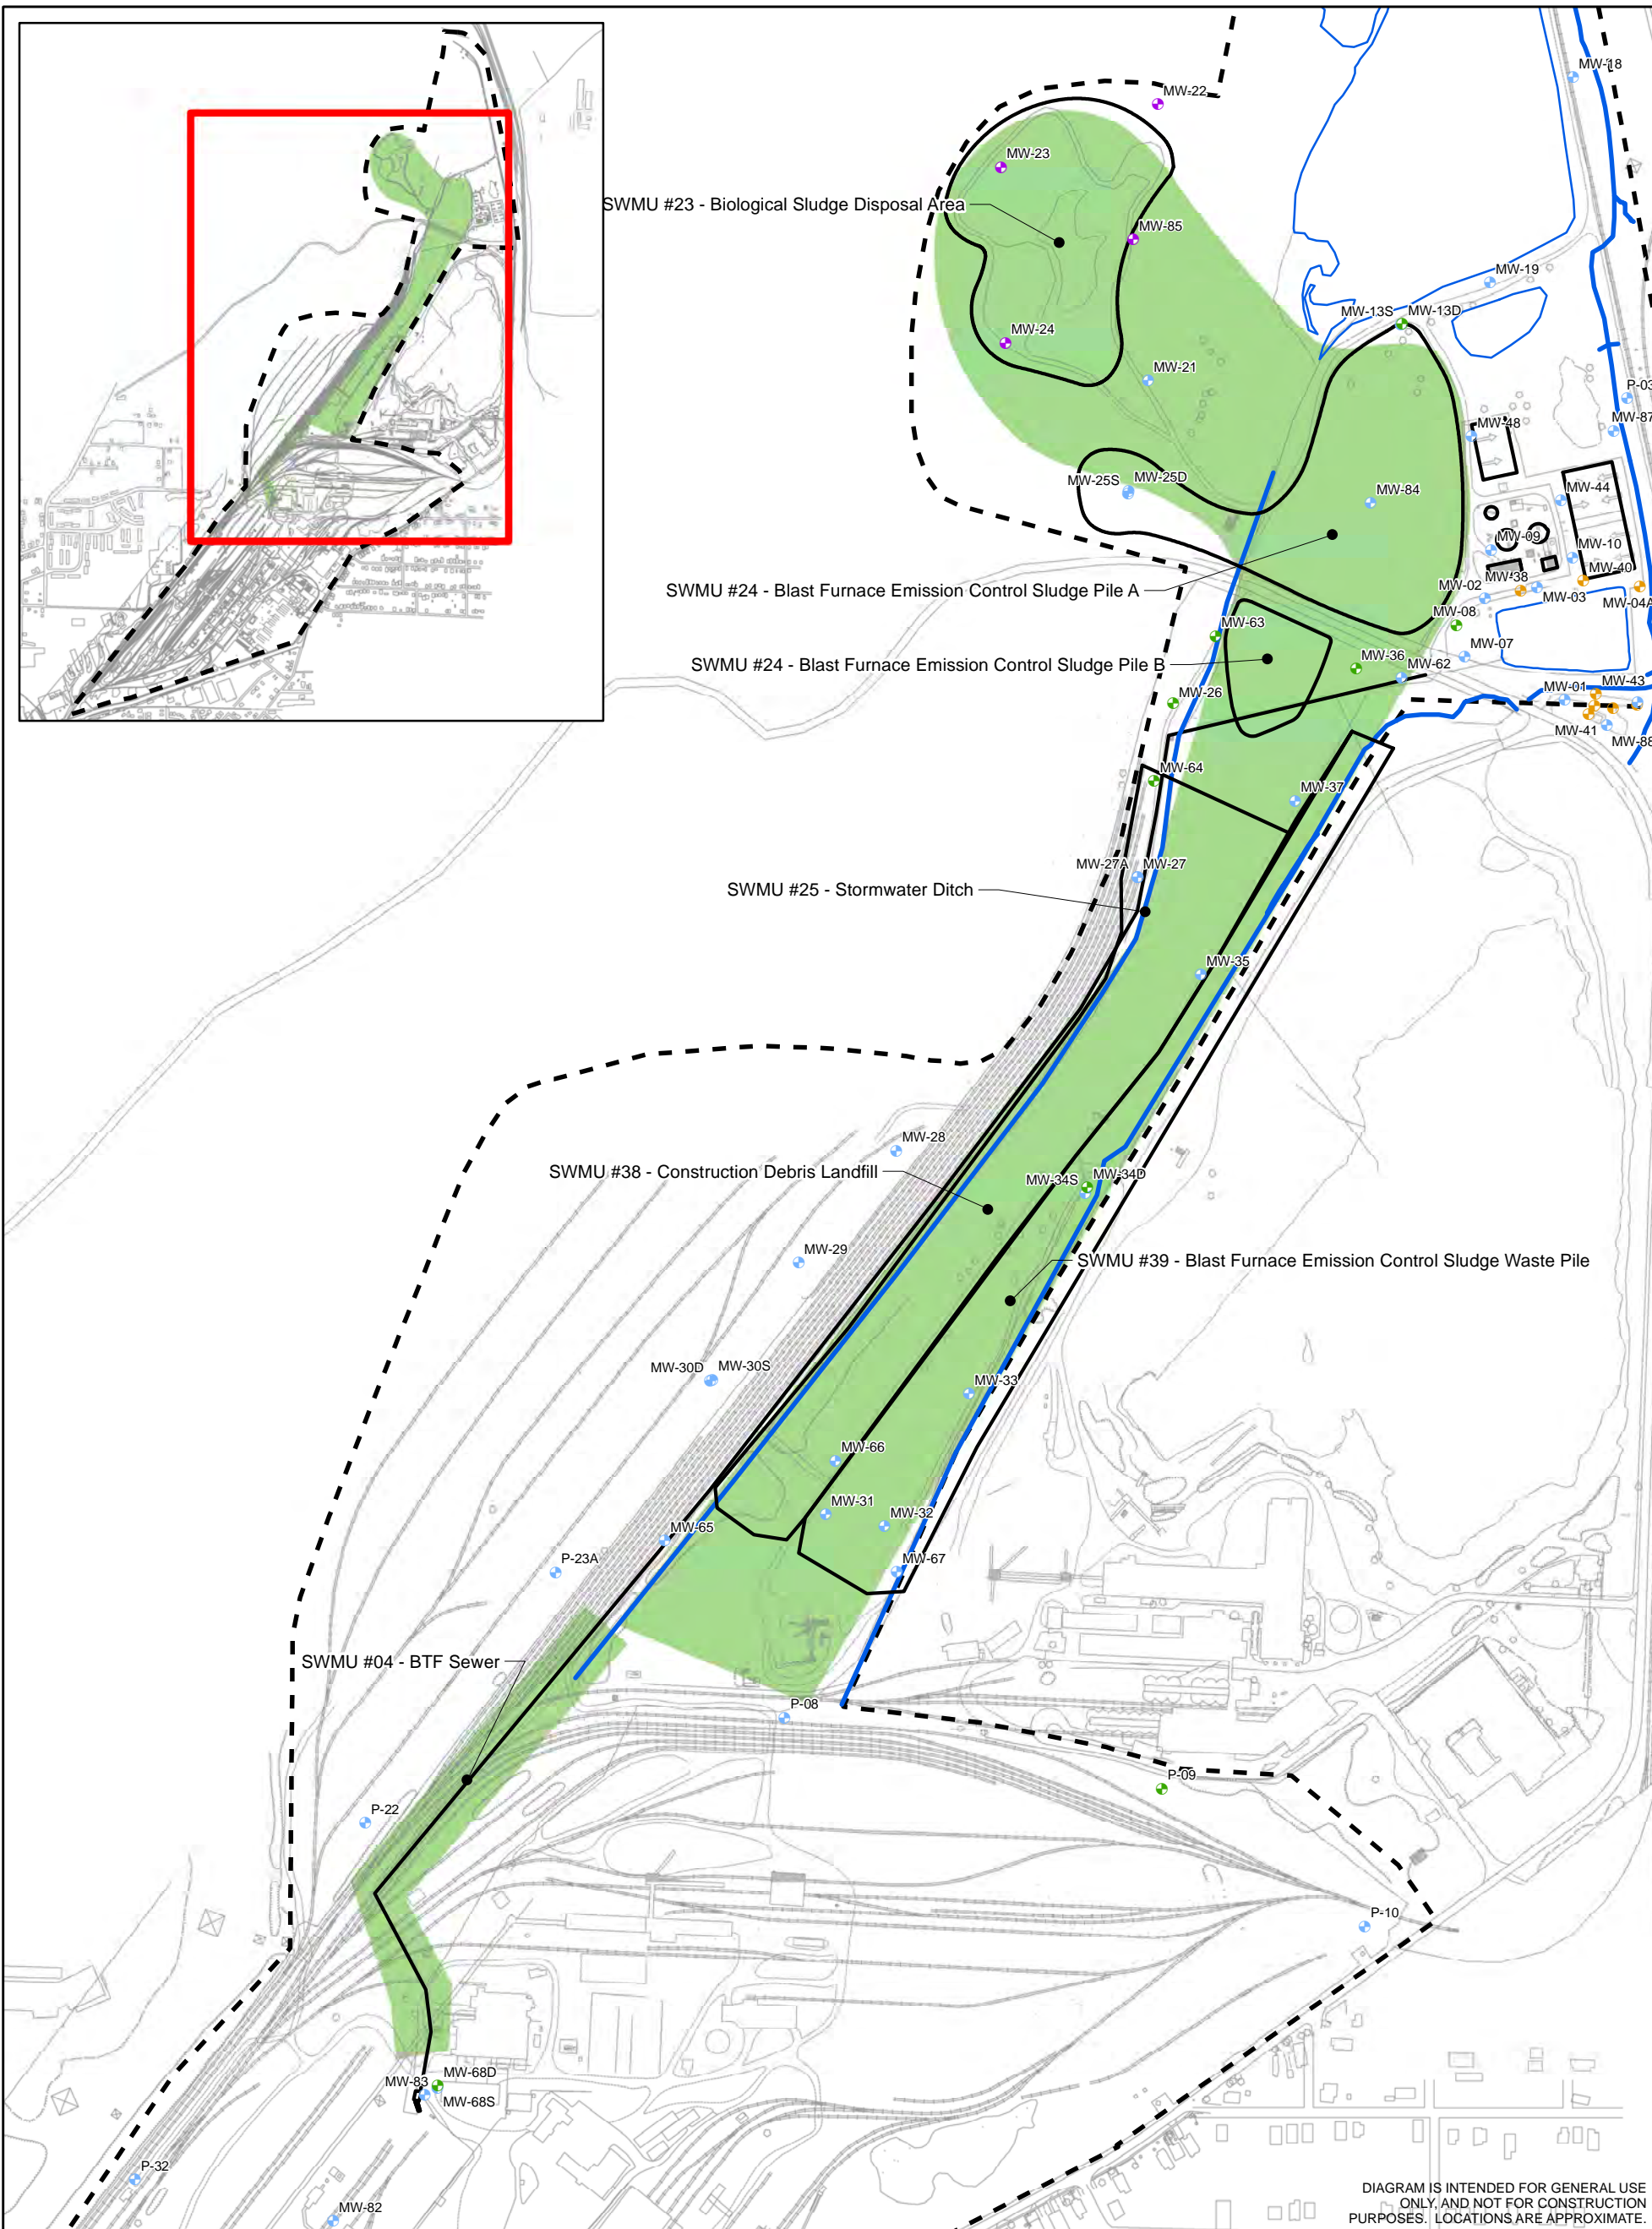 MW-18
MW-22
MW-23
SWMU #23 - Biological Sludge Disposal Area
MW-85
MW-19
MW-13S
MW-13D
MW-24
MW-21
P-03
MW-87
MW-48
MW-25S
MW-25D
MW-84
MW-44
MW-09
MW-10
MW-40
MW-38
MW-02
SWMU #24 - Blast Furnace Emission Control Sludge Pile A
MW-03
MW-04A
MW-08
MW-63
MW-07
SWMU #24 - Blast Furnace Emission Control Sludge Pile B
MW-36
MW-62
MW-26
MW-01
MW-43
MW-41
MW-88
MW-64
MW-37
MW-27A
MW-27
SWMU #25 - Stormwater Ditch
MW-35
MW-28
SWMU #38 - Construction Debris Landfill
MW-34S
MW-34D
MW-29
SWMU #39 - Blast Furnace Emission Control Sludge Waste Pile
MW-30D
MW-30S
MW-33
MW-66
MW-31
MW-32
MW-65
P-23A
MW-67
SWMU #04 - BTF Sewer
P-08
P-09
P-22
P-10
MW-68D
MW-83
MW-68S
P-32
MW-82
DIAGRAM IS INTENDED FOR GENERAL USE
ONLY, AND NOT FOR CONSTRUCTION
PURPOSES. LOCATIONS ARE APPROXIMATE.